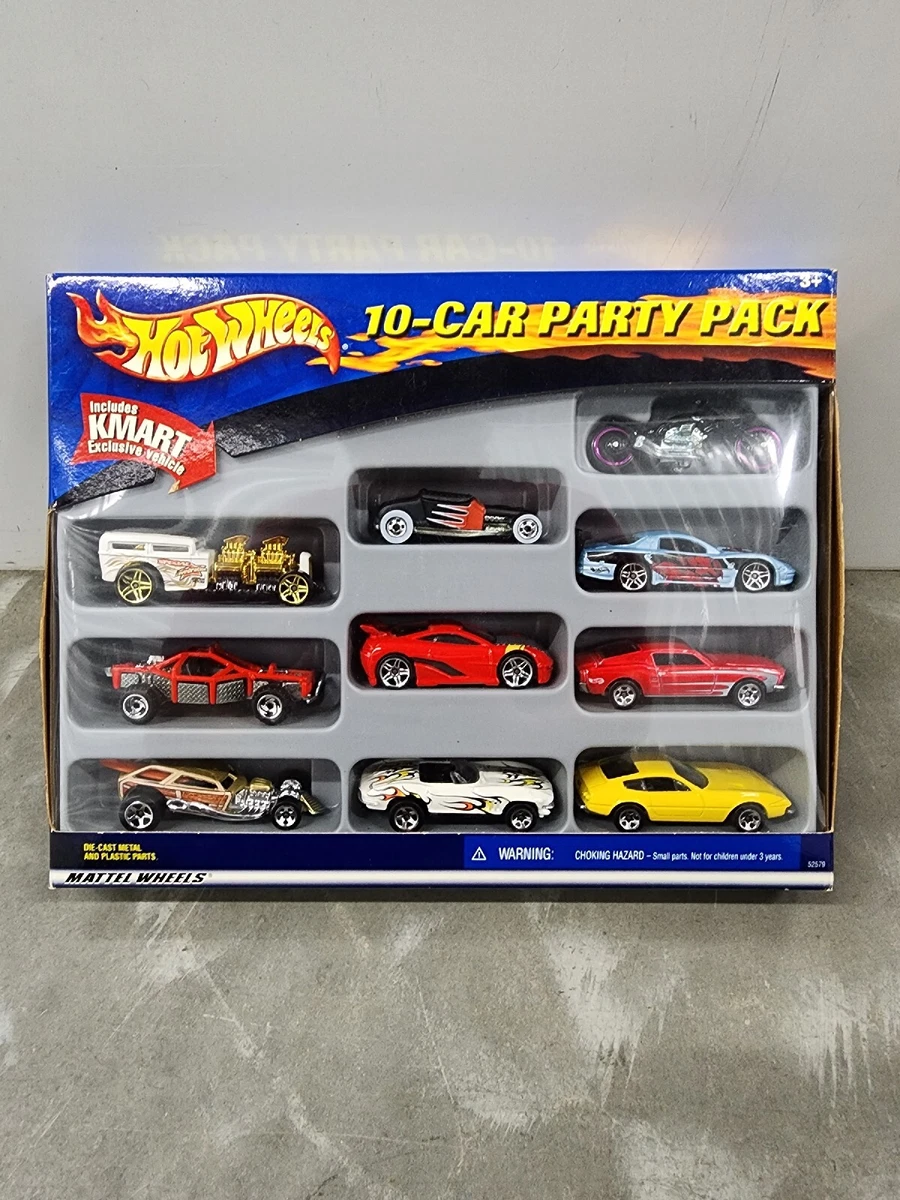 3+
HOT WHEELS
10-CAR PARTY PACK
Includes
KMART
Exclusive vehicle
DIE-CAST METAL
AND PLASTIC PARTS.
WARNING:
CHOKING HAZARD – Small parts. Not for children under 3 years.
52579
MATTEL WHEELS